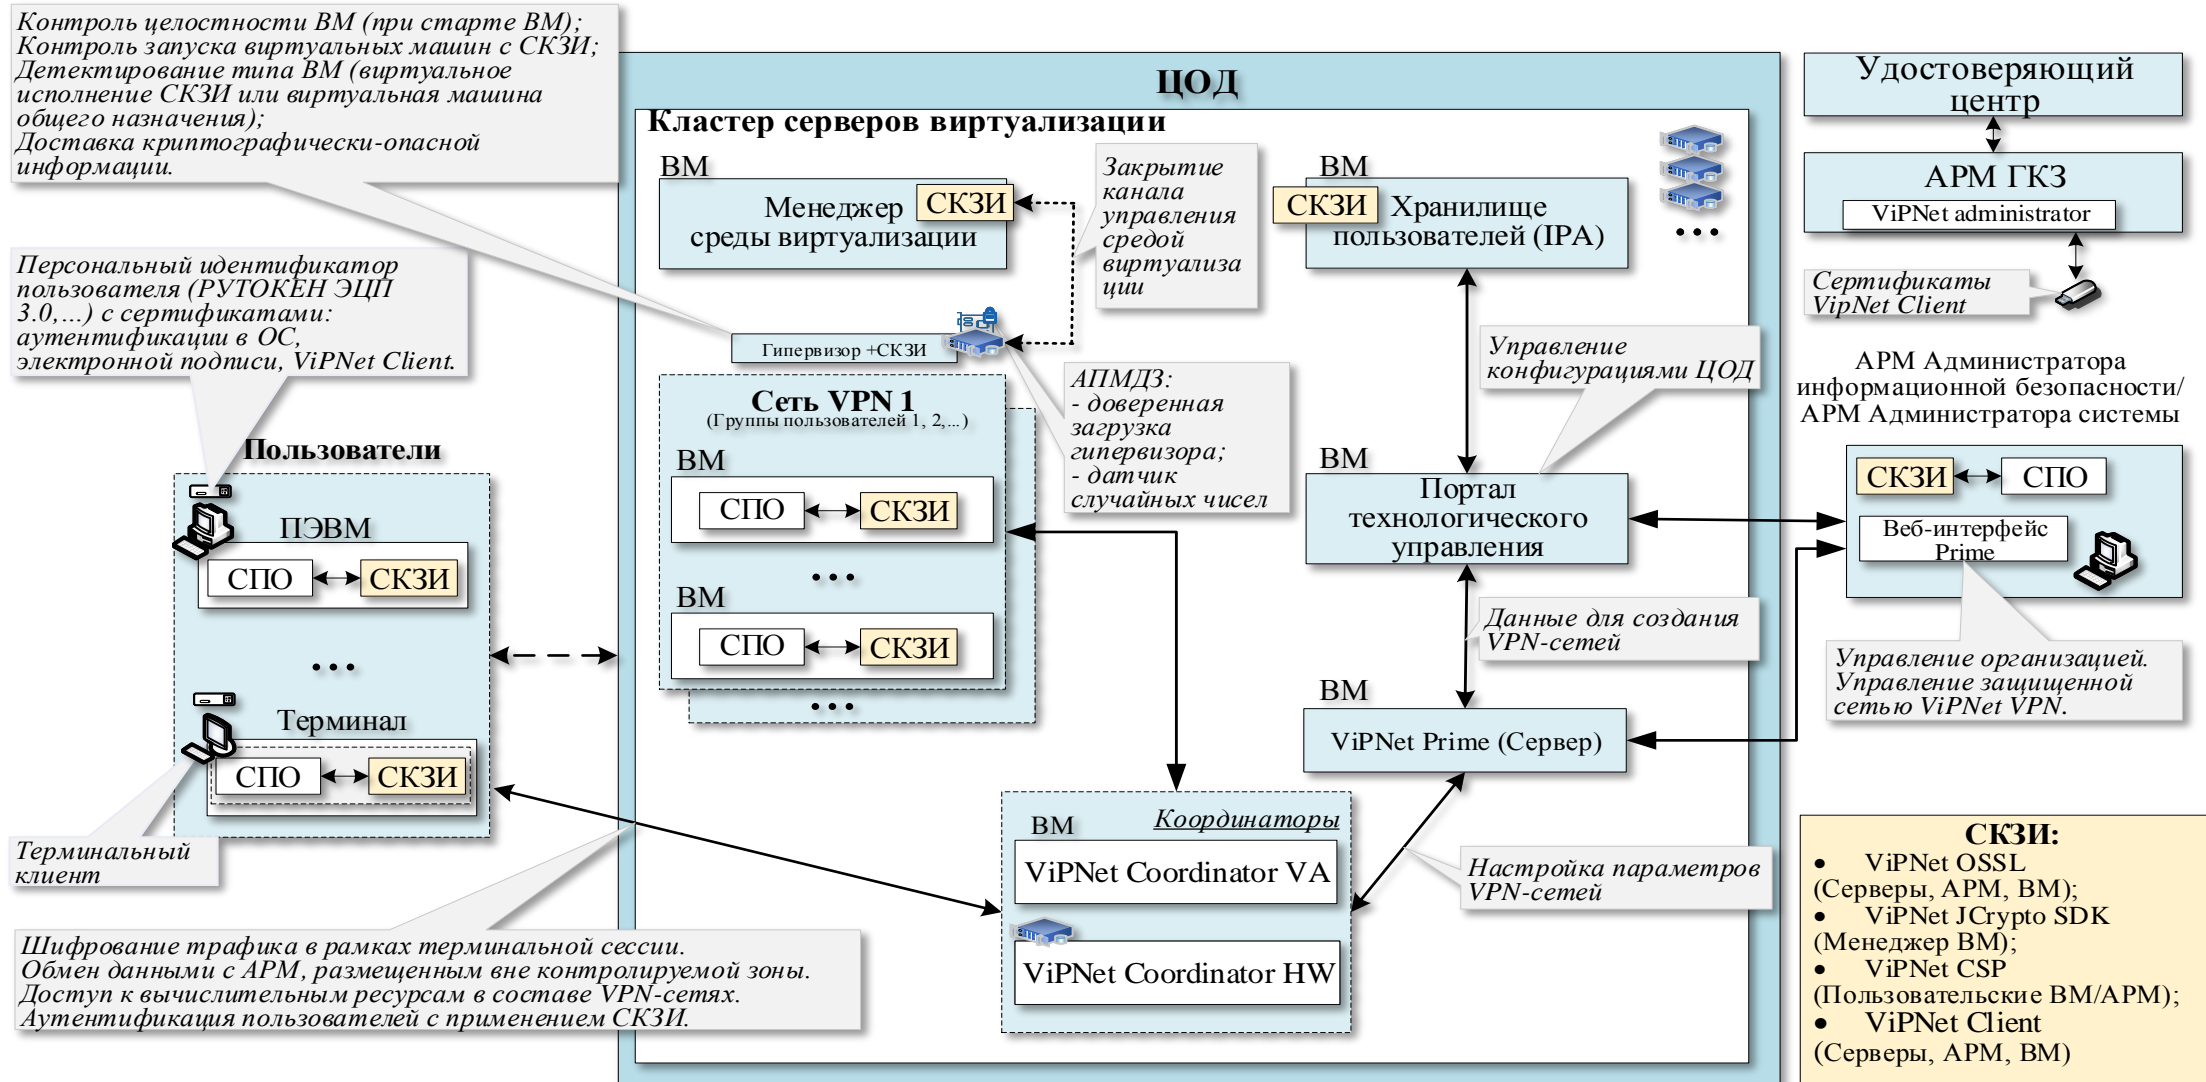 Контроль целостности ВМ (при старте ВМ);
Контроль запуска виртуальных машин с СКЗИ;
Детектирование типа ВМ (виртуальное
исполнение СКЗИ или виртуальная машина
общего назначения);
Доставка криптографически-опасной
информации.
Персональный идентификатор
пользователя (РУТОКЕН ЭЦП
3.0,...) с сертификатами:
аутентификации в ОС,
электронной подписи, ViPNet Client.
Пользователи
ПЭВМ
СПО
СКЗИ
...
Терминал
СПО
СКЗИ
Терминальный
клиент
Шифрование трафика в рамках терминальной сессии.
Обмен данными с АРМ, размещенным вне контролируемой зоны.
Доступ к вычислительным ресурсам в составе VPN-сетях.
Аутентификация пользователей с применением СКЗИ.
ЦОД
Кластер серверов виртуализации
ВМ
СКЗИ
Менеджер
среды виртуализации
Закрытие
канала
управления
средой
виртуализа
ции
Гипервизор +СКЗИ
АПМДЗ:
- доверенная
загрузка
гипервизора;
- датчик
случайных чисел
Сеть VPN 1
(Группы пользователей 1, 2,...)
ВМ
СПО
СКЗИ
...
ВМ
СПО
СКЗИ
...
ВМ
СКЗИ
Хранилище
пользователей (IPA)
...
Управление
конфигурациями ЦОД
ВМ
Портал
технологического
управления
Данные для создания
VPN-сетей
ВМ
ViPNet Prime (Сервер)
Настройка параметров
VPN-сетей
Координаторы
ВМ
ViPNet Coordinator VA
ViPNet Coordinator HW
Удостоверяющий
центр
АРМ ГКЗ
ViPNet administrator
Сертификаты
VipNet Client
АРМ Администратора
информационной безопасности/
АРМ Администратора системы
СКЗИ
СПО
Веб-интерфейс
Prime
Управление организацией.
Управление защищенной
сетью ViPNet VPN.
СКЗИ:
• ViPNet OSSL
(Серверы, АРМ, ВМ);
• ViPNet JCrypto SDK
(Менеджер ВМ);
• ViPNet CSP
(Пользовательские ВМ/АРМ);
• ViPNet Client
(Серверы, АРМ, ВМ)